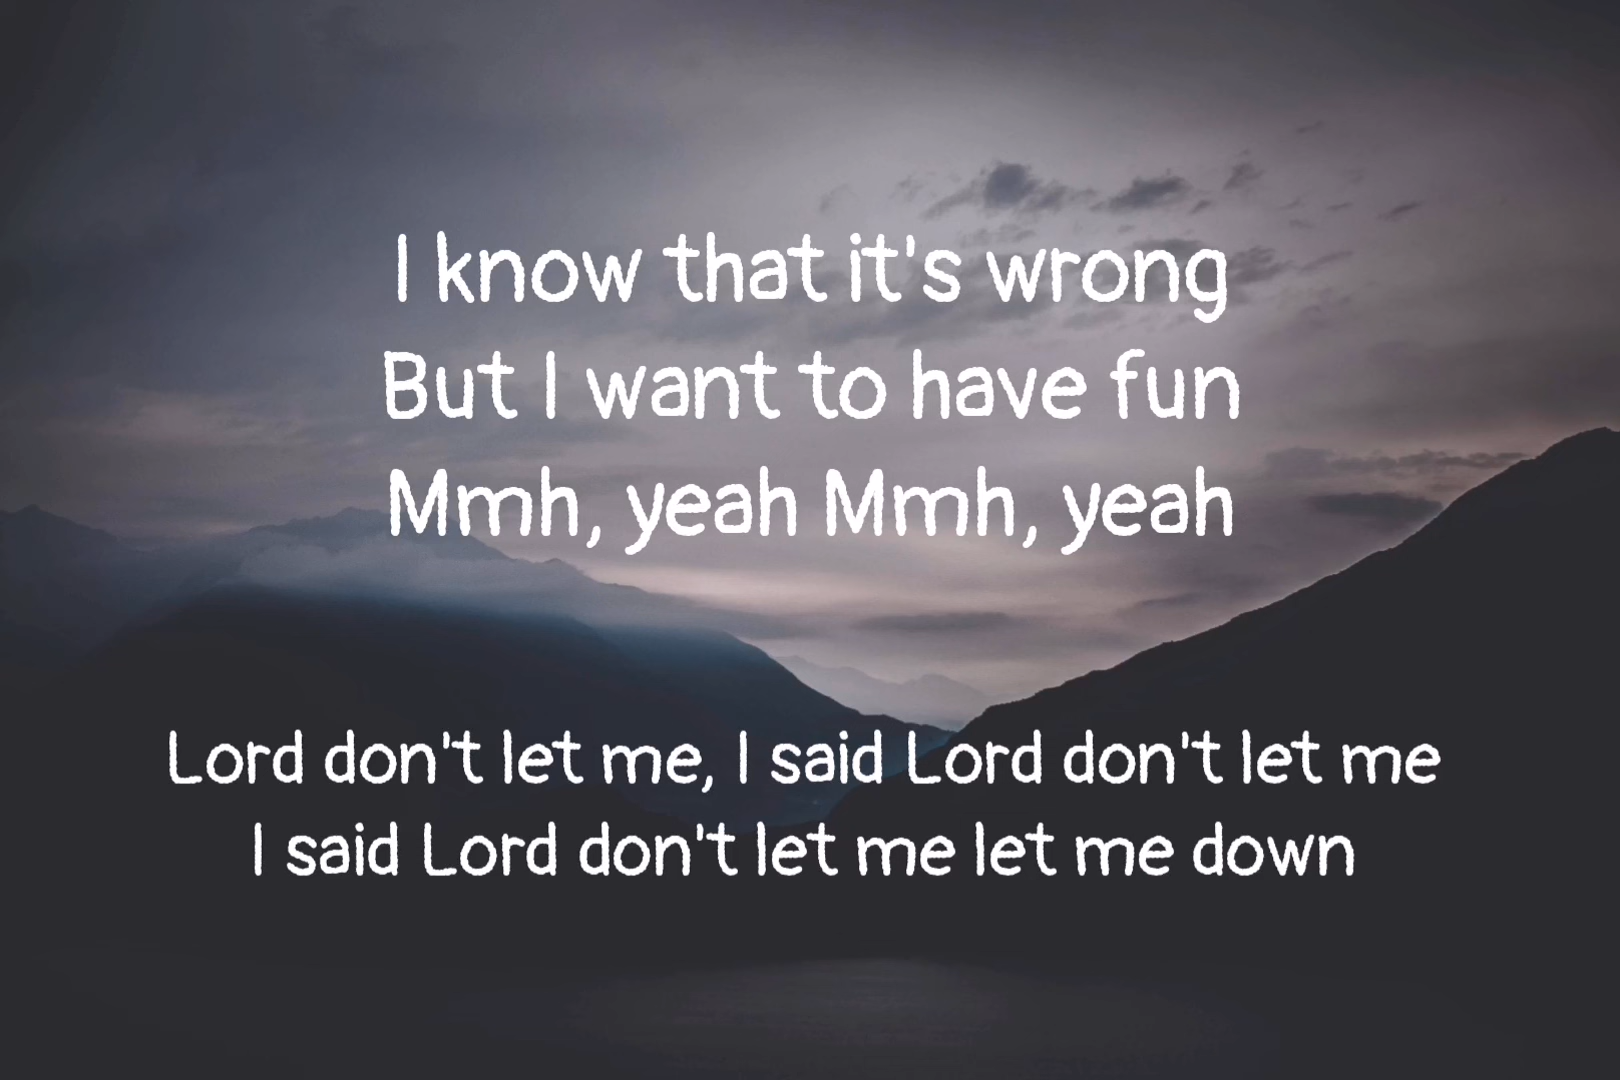 I know that it's wrong
But I want to have fun
Mmh, yeah Mmh, yeah
Lord don't let me, I said Lord don't let me
I said Lord don't let me let me down